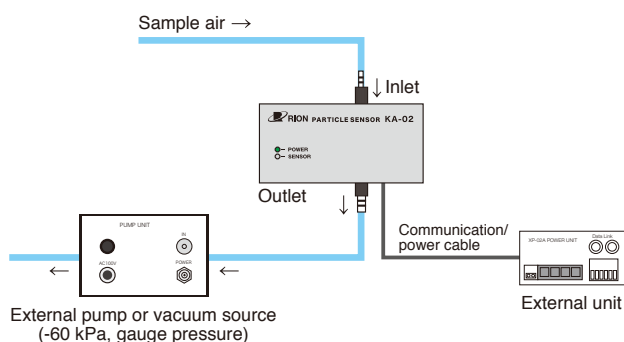 Sample air →
↓ Inlet
RION PARTICLE SENSOR KA-02
POWER
SENSOR
Outlet
↓
PUMP UNIT
IN
AC100V
POWER
←
←
Communication/
power cable
XP-02A POWER UNIT
Data Link
External unit
External pump or vacuum source
(-60 kPa, gauge pressure)